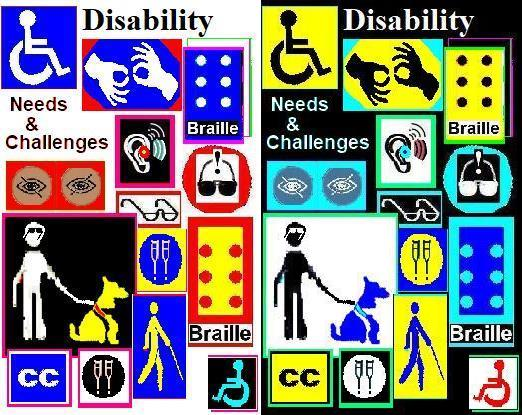 Disability
Braille
Needs
&
Challenges
Braille
CC
Disability
Braille
Needs
&
Challenges
Braille
CC